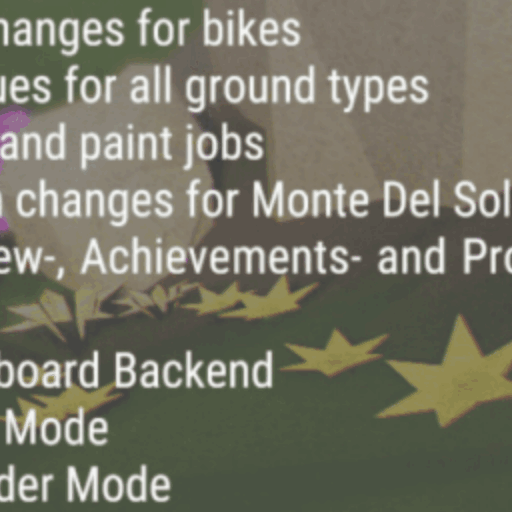 hanges for bikes
ues for all ground types
and paint jobs
changes for Monte Del Sol
ew-, Achievements- and Pro
board Backend
Mode
der Mode